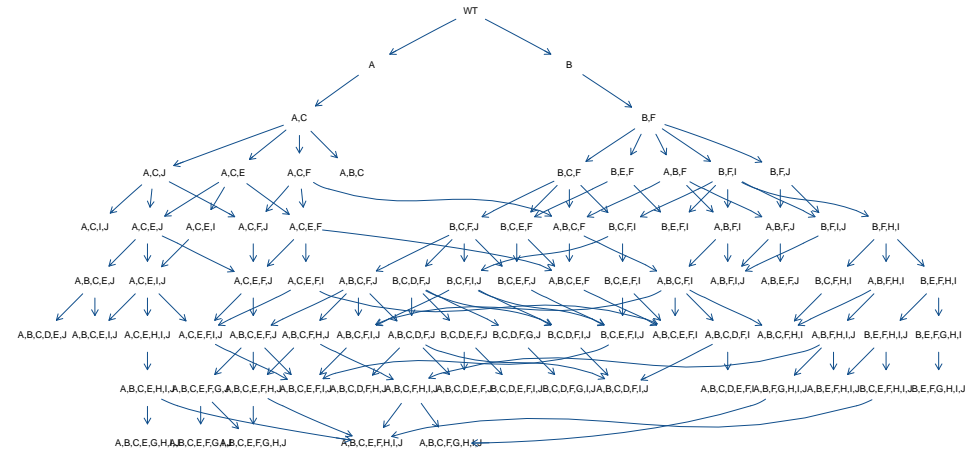 WT
A B
A,C B,F
A,C,J A,C,E A,C,F A,B,C B,C,F B,E,F A,B,F B,F,I B,F,J
A,C,I,J A,C,E,J A,C,E,I A,C,F,J A,C,E,F B,C,F,J B,C,E,F A,B,C,F B,C,F,I B,E,F,I A,B,F,I A,B,F,J B,F,I,J B,F,H,I
A,B,C,E,J A,C,E,I,J A,C,E,F,J A,C,E,F,I A,B,C,F,J B,C,D,F,J B,C,F,I,J B,C,E,F,J A,B,C,E,F B,C,E,F,I A,B,C,F,I A,B,F,I,J A,B,E,F,J B,C,F,H,I A,B,F,H,I B,E,F,H,I
A,B,C,D,E,J A,B,C,E,I,J A,C,E,H,I,J A,C,E,F,I,J A,B,C,E,F,J A,B,C,F,H,J A,B,C,F,I,J A,B,C,D,F,J B,C,D,E,F,J B,C,D,F,G,J B,C,D,F,I,J B,C,E,F,I,J A,B,C,E,F,I A,B,C,D,F,I A,B,C,F,H,I A,B,F,H,I,J B,E,F,H,I,J B,E,F,G,H,I
A,B,C,E,H,I,J A,B,C,E,F,G,J A,B,C,E,F,H,J A,B,C,E,F,I,J A,B,C,D,F,H,J A,B,C,F,H,I,J A,B,C,D,E,F,J B,C,D,E,F,I,J B,C,D,F,G,I,J A,B,C,D,F,I,J A,B,C,D,E,F,I A,B,F,G,H,I,J A,B,E,F,H,I,J B,C,E,F,H,I,J B,E,F,G,H,I,J
A,B,C,E,G,H,I,J A,B,C,E,F,G,I,J A,B,C,E,F,G,H,J A,B,C,E,F,H,I,J A,B,C,F,G,H,I,J